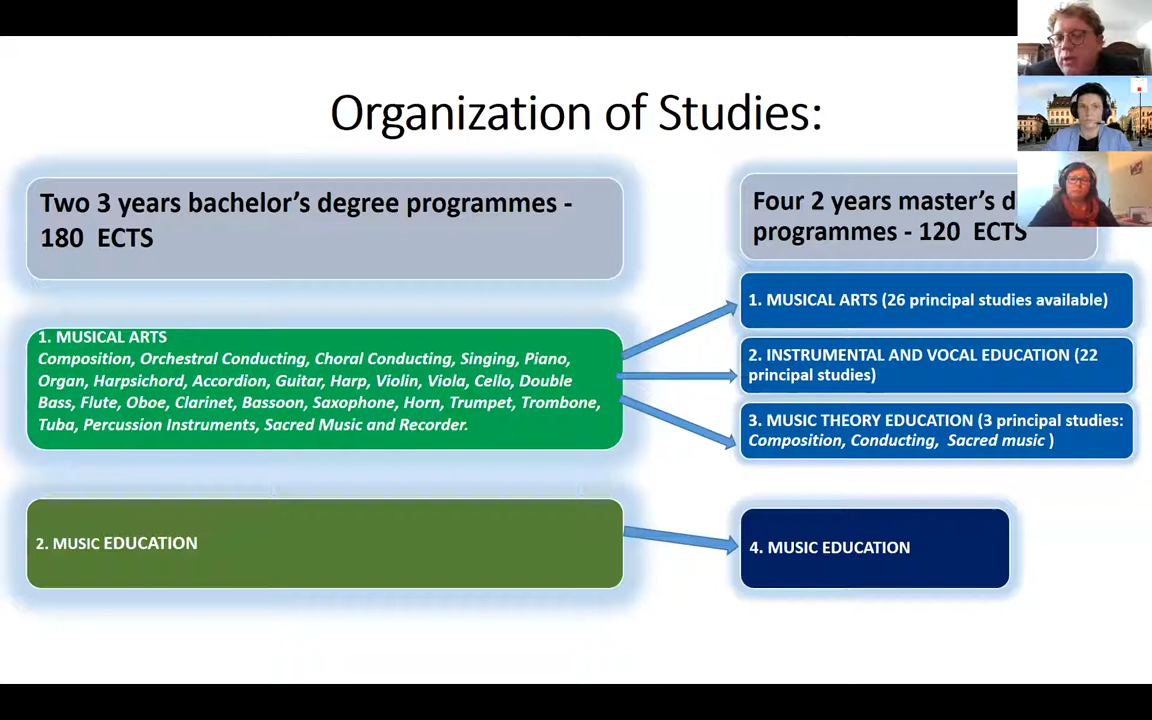 Organization of Studies:
Two 3 years bachelor's degree programmes -
180 ECTS
Four 2 years master's d
programmes - 120 ECTS
1. MUSICAL ARTS
Composition, Orchestral Conducting, Choral Conducting, Singing, Piano,
Organ, Harpsichord, Accordion, Guitar, Harp, Violin, Viola, Cello, Double
Bass, Flute, Oboe, Clarinet, Bassoon, Saxophone, Horn, Trumpet, Trombone,
Tuba, Percussion Instruments, Sacred Music and Recorder.
1. MUSICAL ARTS (26 principal studies available)
2. INSTRUMENTAL AND VOCAL EDUCATION (22
principal studies)
3. MUSIC THEORY EDUCATION (3 principal studies:
Composition, Conducting, Sacred music )
2. MUSIC EDUCATION
4. MUSIC EDUCATION